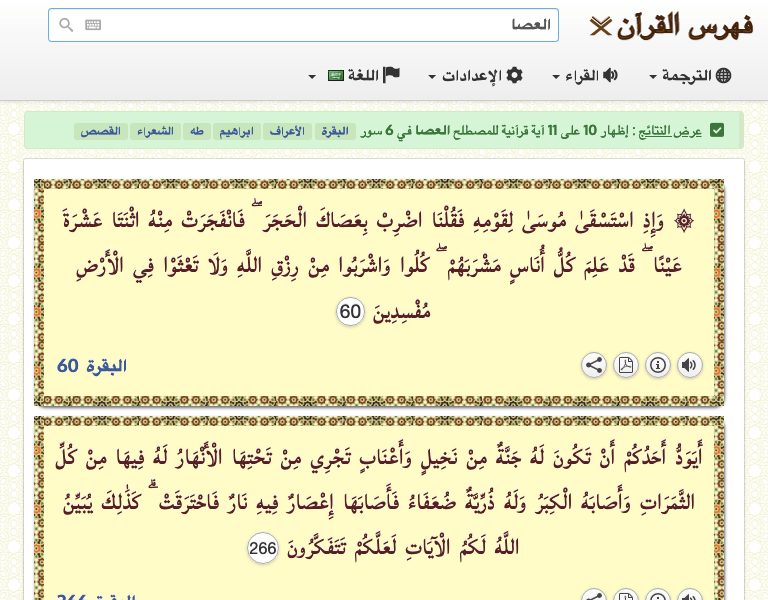 فهرس القرآن
العصا
الترجمة القراء الإعدادات اللغة
عرض النتائج : إظهار 10 على 11 آية قرآنية للمصطلح العصا في 6 سور البقرة الأعراف ابراهيم طه الشعراء القصص
۞ وَإِذِ اسْتَسْقَىٰ مُوسَىٰ لِقَوْمِهِ فَقُلْنَا اضْرِبْ بِعَصَاكَ الْحَجَرَ ۖ فَانْفَجَرَتْ مِنْهُ اثْنَتَا عَشْرَةَ
عَيْنًا ۖ قَدْ عَلِمَ كُلُّ أُنَاسٍ مَشْرَبَهُمْ ۖ كُلُوا وَاشْرَبُوا مِنْ رِزْقِ اللَّهِ وَلَا تَعْثَوْا فِي الْأَرْضِ
مُفْسِدِينَ 60
البقرة 60
أَيَوَدُّ أَحَدُكُمْ أَنْ تَكُونَ لَهُ جَنَّةٌ مِنْ نَخِيلٍ وَأَعْنَابٍ تَجْرِي مِنْ تَحْتِهَا الْأَنْهَارُ لَهُ فِيهَا مِنْ كُلِّ
الثَّمَرَاتِ وَأَصَابَهُ الْكِبَرُ وَلَهُ ذُرِّيَّةٌ ضُعَفَاءُ فَأَصَابَهَا إِعْصَارٌ فِيهِ نَارٌ فَاحْتَرَقَتْ ۗ كَذَٰلِكَ يُبَيِّنُ
اللَّهُ لَكُمُ الْآيَاتِ لَعَلَّكُمْ تَتَفَكَّرُونَ 266
البقرة 266